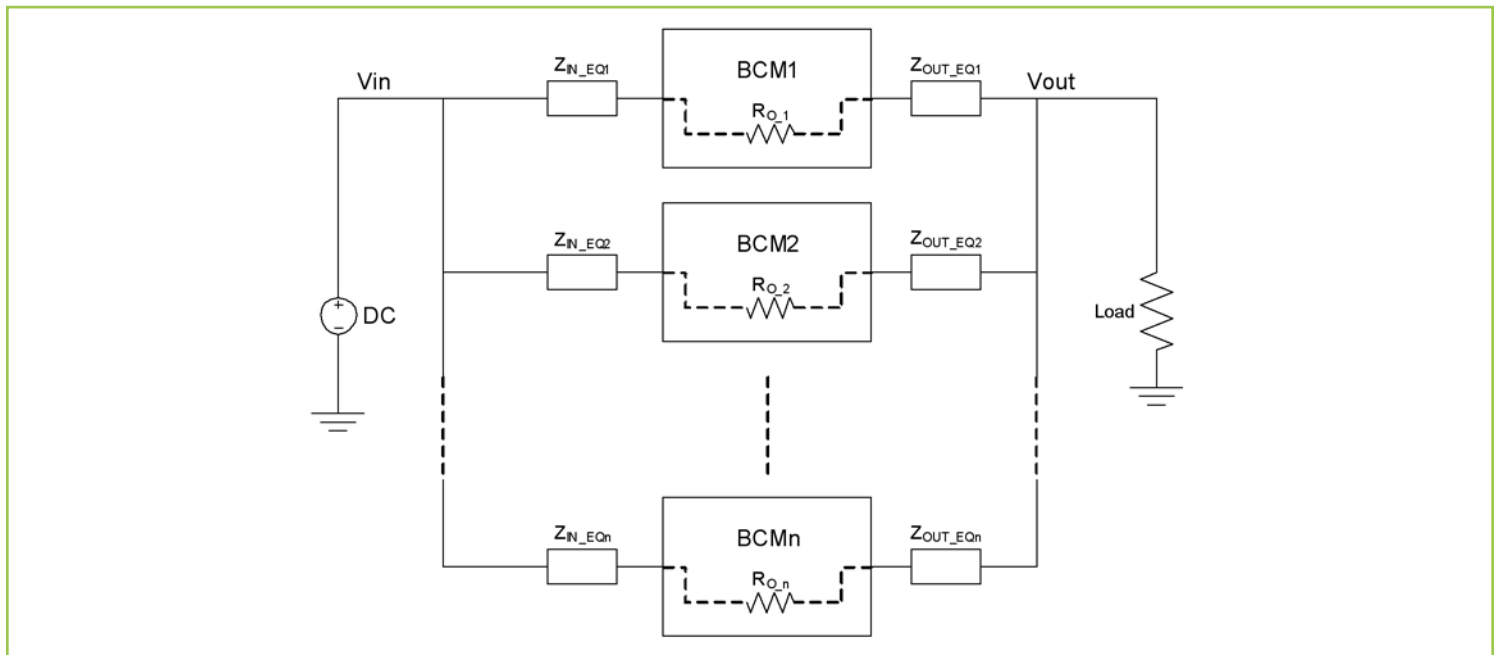 Vin
Z_IN_EQ1
BCM1
R_O_1
Z_OUT_EQ1
Vout
Z_IN_EQ2
BCM2
R_O_2
Z_OUT_EQ2
+
−
DC
Load
Z_IN_EQn
BCMn
R_O_n
Z_OUT_EQn